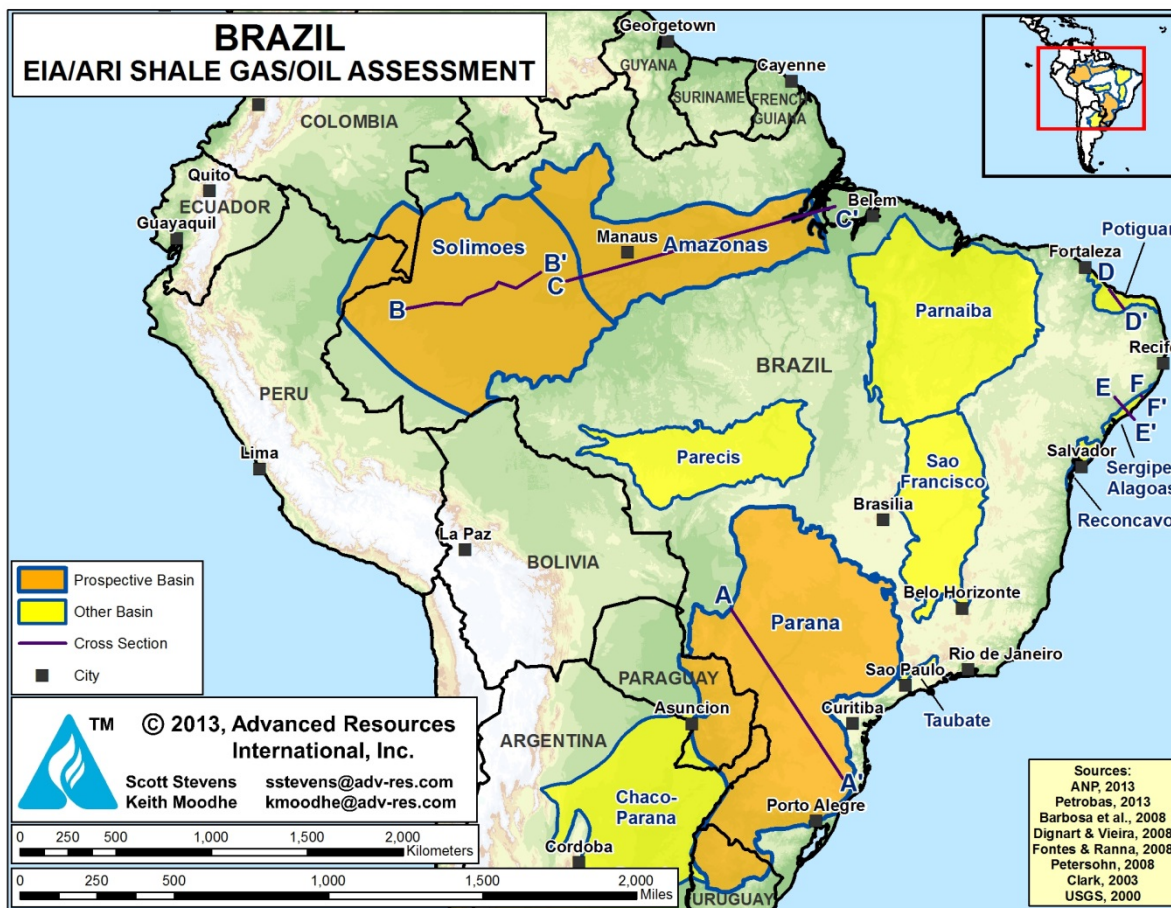 BRAZIL
EIA/ARI SHALE GAS/OIL ASSESSMENT
Georgetown
GUYANA
Cayenne
SURINAME
FRENCH
GUIANA
COLOMBIA
Quito
ECUADOR
Guayaquil
Belem
C'
Solimoes
Manaus
Amazonas
B'
C
B
Potiguar
Fortaleza
D
D'
Parnaiba
BRAZIL
Recife
PERU
E
F
F'
E'
Lima
Parecis
Sao
Francisco
Salvador
Sergipe
Alagoas
Reconcavo
Brasilia
La Paz
BOLIVIA
Belo Horizonte
A
Parana
Rio de Janeiro
Sao Paulo
PARAGUAY
Taubate
Asuncion
Curitiba
ARGENTINA
A'
Chaco-
Parana
Porto Alegre
Cordoba
URUGUAY
Prospective Basin
Other Basin
Cross Section
City
TM
© 2013, Advanced Resources
International, Inc.
Scott Stevens sstevens@adv-res.com
Keith Moodhe kmoodhe@adv-res.com
0 250 500 1,000 1,500 2,000
Kilometers
0 250 500 1,000 1,500 2,000
Miles
Sources:
ANP, 2013
Petrobas, 2013
Barbosa et al., 2008
Dignart & Vieira, 2008
Fontes & Ranna, 2008
Petersohn, 2008
Clark, 2003
USGS, 2000